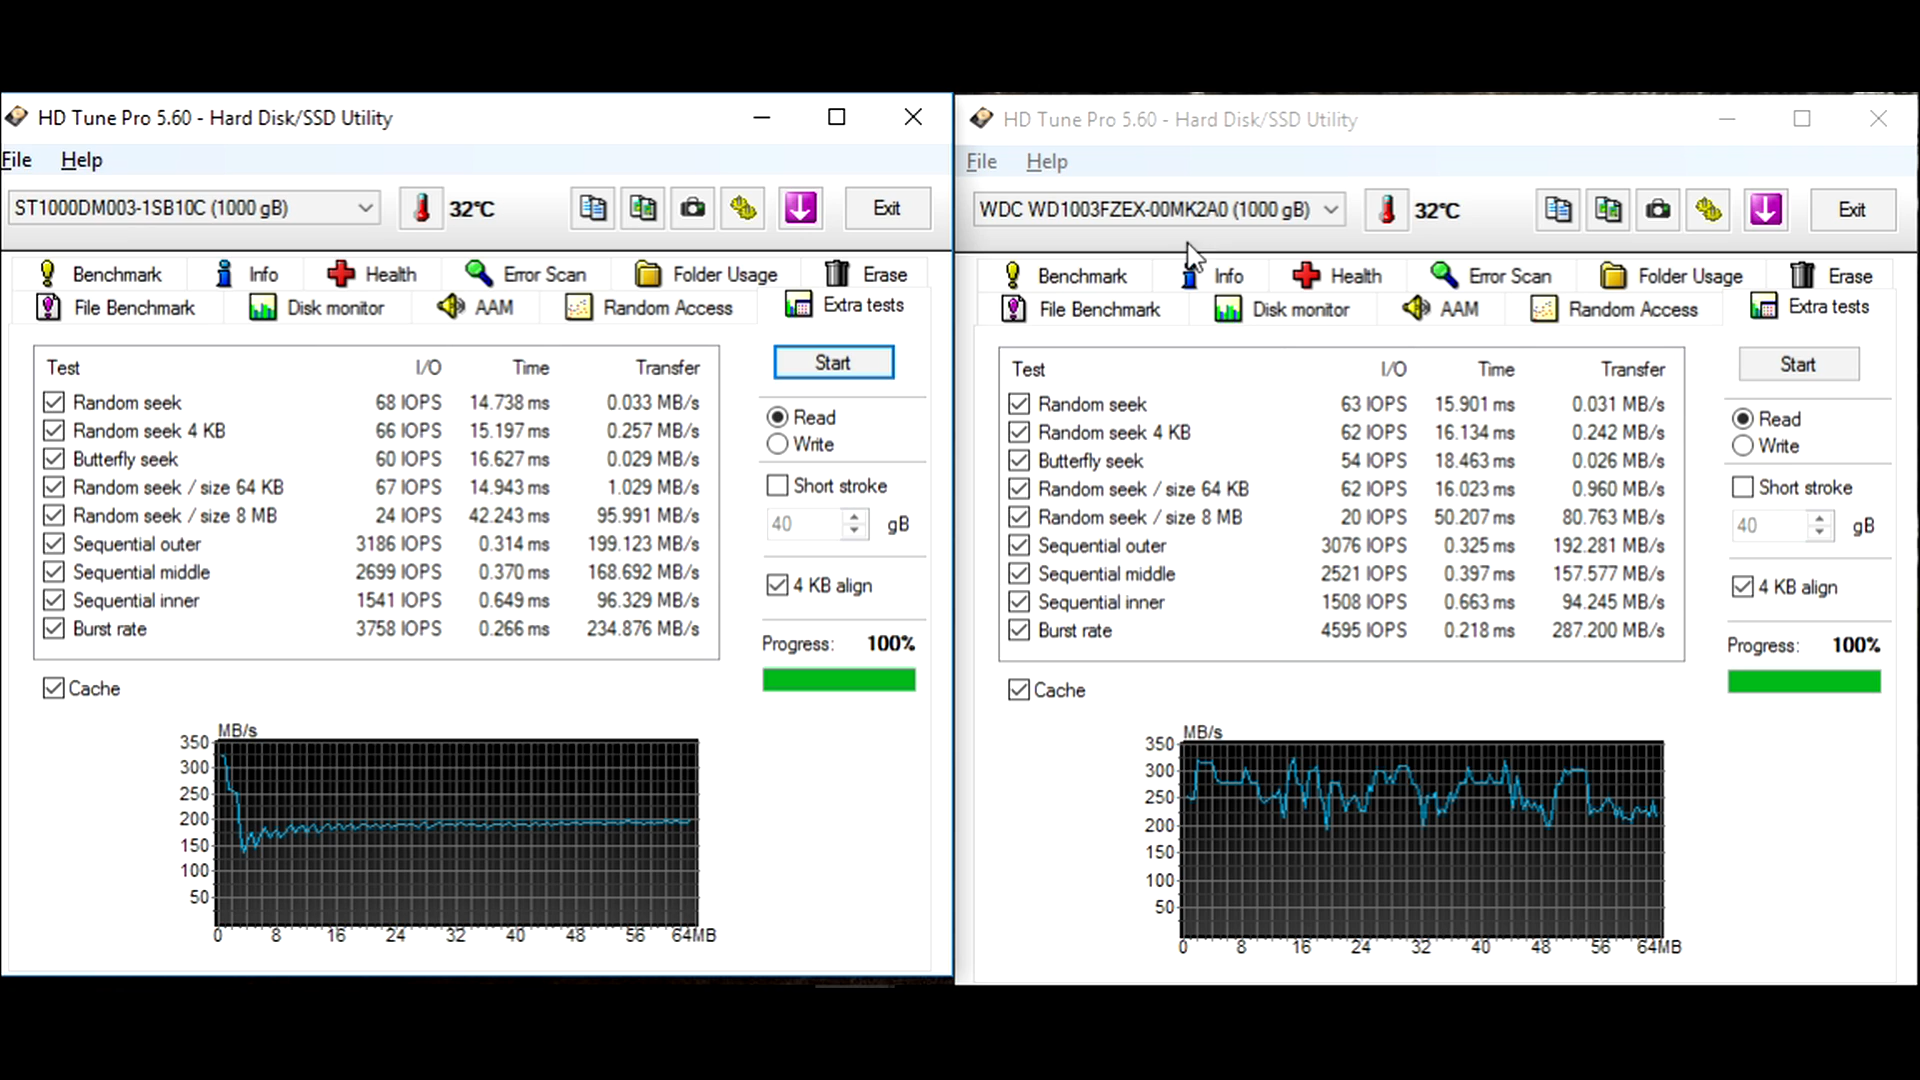 HD Tune Pro 5.60 - Hard Disk/SSD Utility
File Help
ST1000DM003-1SB10C (1000 gB) 32°C Exit
Benchmark Info Health Error Scan Folder Usage Erase
File Benchmark Disk monitor AAM Random Access Extra tests
Test I/O Time Transfer
Random seek 68 IOPS 14.738 ms 0.033 MB/s
Random seek 4 KB 66 IOPS 15.197 ms 0.257 MB/s
Butterfly seek 60 IOPS 16.627 ms 0.029 MB/s
Random seek / size 64 KB 67 IOPS 14.943 ms 1.029 MB/s
Random seek / size 8 MB 24 IOPS 42.243 ms 95.991 MB/s
Sequential outer 3186 IOPS 0.314 ms 199.123 MB/s
Sequential middle 2699 IOPS 0.370 ms 168.692 MB/s
Sequential inner 1541 IOPS 0.649 ms 96.329 MB/s
Burst rate 3758 IOPS 0.266 ms 234.876 MB/s
Start
Read
Write
Short stroke
40 gB
4 KB align
Progress: 100%
Cache
MB/s
350
300
250
200
150
100
50
0 8 16 24 32 40 48 56 64MB
HD Tune Pro 5.60 - Hard Disk/SSD Utility
File Help
WDC WD1003FZEX-00MK2A0 (1000 gB) 32°C Exit
Benchmark Info Health Error Scan Folder Usage Erase
File Benchmark Disk monitor AAM Random Access Extra tests
Test I/O Time Transfer
Random seek 63 IOPS 15.901 ms 0.031 MB/s
Random seek 4 KB 62 IOPS 16.134 ms 0.242 MB/s
Butterfly seek 54 IOPS 18.463 ms 0.026 MB/s
Random seek / size 64 KB 62 IOPS 16.023 ms 0.960 MB/s
Random seek / size 8 MB 20 IOPS 50.207 ms 80.763 MB/s
Sequential outer 3076 IOPS 0.325 ms 192.281 MB/s
Sequential middle 2521 IOPS 0.397 ms 157.577 MB/s
Sequential inner 1508 IOPS 0.663 ms 94.245 MB/s
Burst rate 4595 IOPS 0.218 ms 287.200 MB/s
Start
Read
Write
Short stroke
40 gB
4 KB align
Progress: 100%
Cache
MB/s
350
300
250
200
150
100
50
0 8 16 24 32 40 48 56 64MB